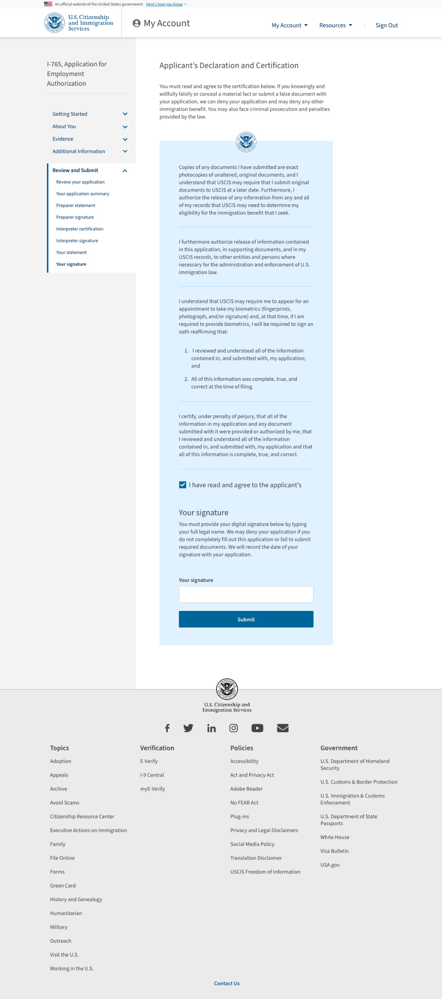 An official website of the United States government Here's how you know
U.S. Citizenship
and Immigration
Services
My Account
My Account
Resources
|
Sign Out
I-765, Application for
Employment
Authorization
Getting Started
About You
Evidence
Additional Information
Review and Submit
Review your application
Your application summary
Preparer statement
Preparer signature
Interpreter certification
Interpreter signature
Your statement
Your signature
Applicant's Declaration and Certification
You must read and agree to the certification below. If you knowingly and
willfully falsify or conceal a material fact or submit a false document with
your application, we can deny your application and may deny any other
immigration benefit. You may also face criminal prosecution and penalties
provided by the law.
U.S. DEPARTMENT OF HOMELAND SECURITY
Copies of any documents I have submitted are exact
photocopies of unaltered, original documents, and I
understand that USCIS may require that I submit original
documents to USCIS at a later date. Furthermore, I
authorize the release of any information from any and all
of my records that USCIS may need to determine my
eligibility for the immigration benefit that I seek.
I furthermore authorize release of information contained
in this application, in supporting documents, and in my
USCIS records, to other entities and persons where
necessary for the administration and enforcement of U.S.
immigration law.
I understand that USCIS may require me to appear for an
appointment to take my biometrics (fingerprints,
photograph, and/or signature) and, at that time, if I am
required to provide biometrics, I will be required to sign an
oath reaffirming that:
1. I reviewed and understood all of the information
contained in, and submitted with, my application;
and
2. All of this information was complete, true, and
correct at the time of filing.
I certify, under penalty of perjury, that all of the
information in my application and any document
submitted with it were provided or authorized by me, that
I reviewed and understand all of the information
contained in, and submitted with, my application and that
all of this information is complete, true, and correct.
I have read and agree to the applicant's
Your signature
You must provide your digital signature below by typing
your full legal name. We may deny your application if you
do not completely fill out this application or fail to submit
required documents. We will record the date of your
signature with your application.
Your signature
Submit
U.S. DEPARTMENT OF HOMELAND SECURITY
U.S. Citizenship and
Immigration Services
Topics
Adoption
Appeals
Archive
Avoid Scams
Citizenship Resource Center
Executive Actions on Immigration
Family
File Online
Forms
Green Card
History and Genealogy
Humanitarian
Military
Outreach
Visit the U.S.
Working in the U.S.
Verification
E-Verify
I-9 Central
myE-Verify
Policies
Accessibility
Act and Privacy Act
Adobe Reader
No FEAR Act
Plug-ins
Privacy and Legal Disclaimers
Social Media Policy
Translation Disclaimer
USCIS Freedom of Information
Government
U.S. Department of Homeland
Security
U.S. Customs & Border Protection
U.S. Immigration & Customs
Enforcement
U.S. Department of State
Passports
White House
Visa Bulletin
USA.gov
Contact Us